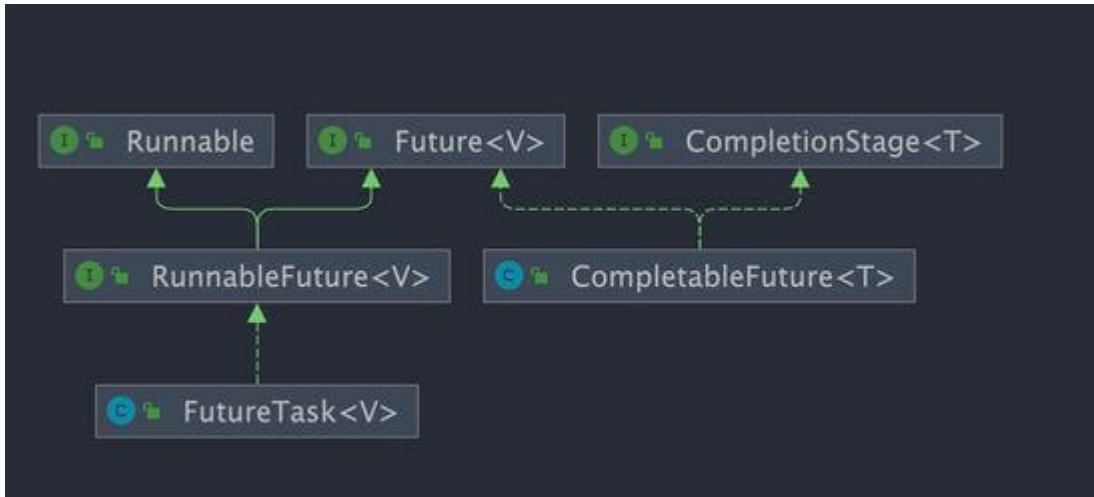 I Runnable
I Future<V>
I CompletionStage<T>
I RunnableFuture<V>
C CompletableFuture<T>
C FutureTask<V>